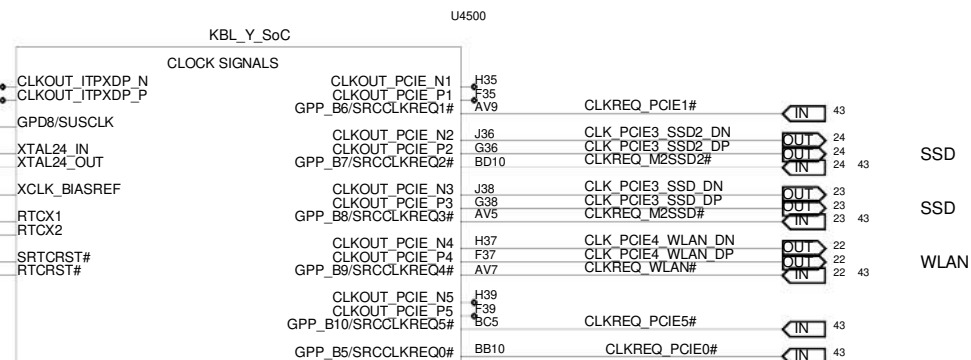 U4500
KBL_Y_SoC
CLOCK SIGNALS
CLKOUT_ITPXDP_N CLKOUT_PCIE_N1 H35
CLKOUT_ITPXDP_P CLKOUT_PCIE_P1 F35
GPP_B6/SRCCLKREQ1# AV9 CLKREQ_PCIE1# IN 43
GPD8/SUSCLK
CLKOUT_PCIE_N2 J36 CLK_PCIE3_SSD2_DN OUT 24
XTAL24_IN CLKOUT_PCIE_P2 G36 CLK_PCIE3_SSD2_DP OUT 24 SSD
XTAL24_OUT GPP_B7/SRCCLKREQ2# BD10 CLKREQ_M2SSD2# IN 24 43
XCLK_BIASREF CLKOUT_PCIE_N3 J38 CLK_PCIE3_SSD_DN OUT 23
CLKOUT_PCIE_P3 G38 CLK_PCIE3_SSD_DP OUT 23 SSD
RTCX1 GPP_B8/SRCCLKREQ3# AV5 CLKREQ_M2SSD# IN 23 43
RTCX2
CLKOUT_PCIE_N4 H37 CLK_PCIE4_WLAN_DN OUT 22
SRTCRST# CLKOUT_PCIE_P4 F37 CLK_PCIE4_WLAN_DP OUT 22 WLAN
RTCRST# GPP_B9/SRCCLKREQ4# AV7 CLKREQ_WLAN# IN 22 43
CLKOUT_PCIE_N5 H39
CLKOUT_PCIE_P5 F39
GPP_B10/SRCCLKREQ5# BC5 CLKREQ_PCIE5# IN 43
GPP_B5/SRCCLKREQ0# BB10 CLKREQ_PCIE0# IN 43